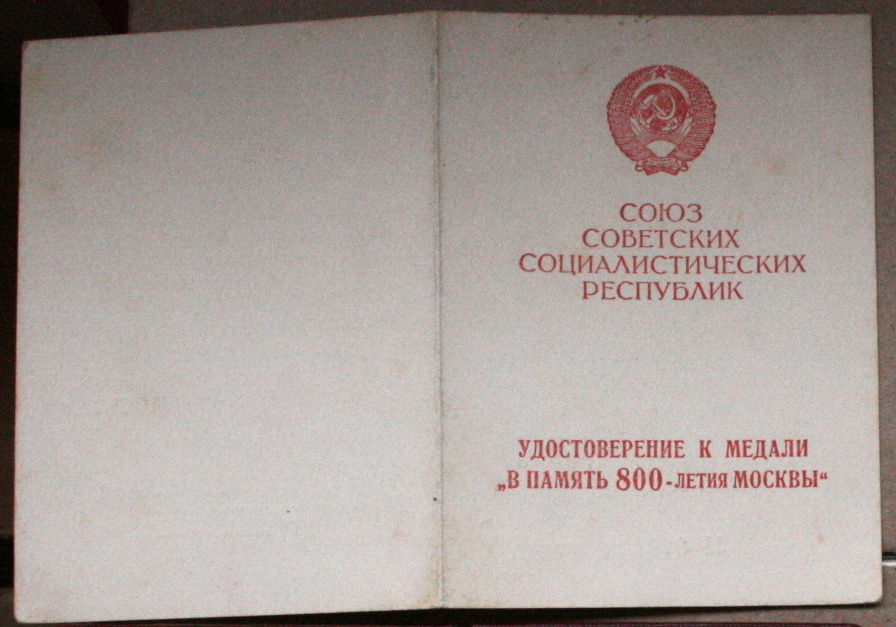 СОЮЗ
СОВЕТСКИХ
СОЦИАЛИСТИЧЕСКИХ
РЕСПУБЛИК
УДОСТОВЕРЕНИЕ К МЕДАЛИ
„В ПАМЯТЬ 800-ЛЕТИЯ МОСКВЫ“